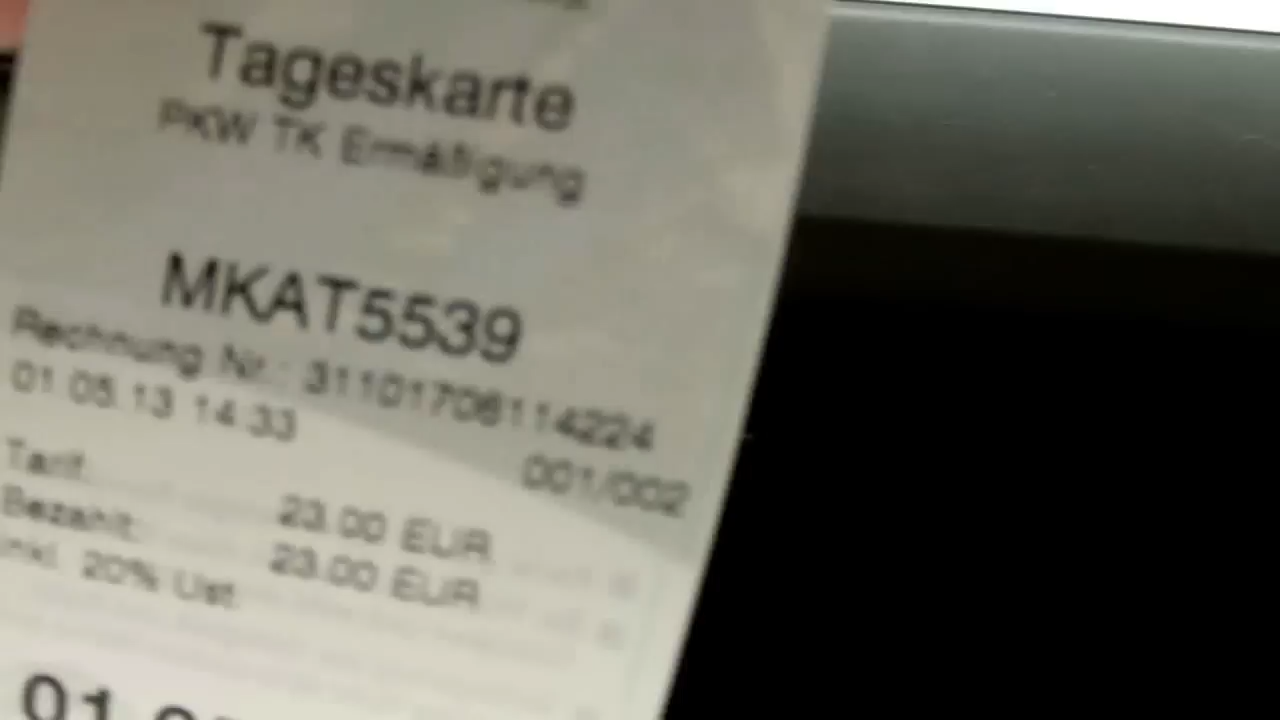 Tageskarte
PKW TK Ermäßigung
MKAT5539
Rechnung Nr.: 31101706114224
01.05.13 14:33
001/002
Tarif:
23.00 EUR
Bezahlt:
23.00 EUR
inkl. 20% Ust.
01